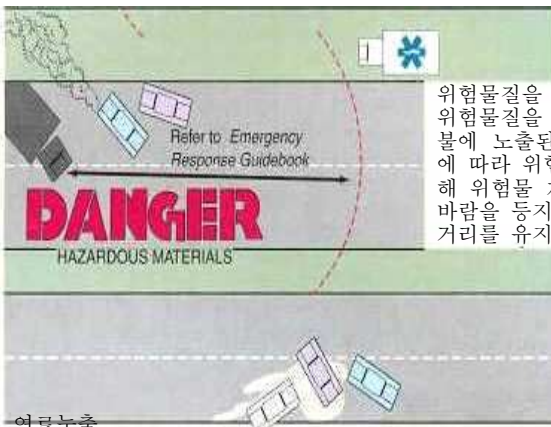 위험물질을
위험물질을
불에 노출된
에 따라 위험
해 위험물
바람을 등지
거리를 유지
Refer to Emergency
Response Guidebook
DANGER
HAZARDOUS MATERIALS
연료누출